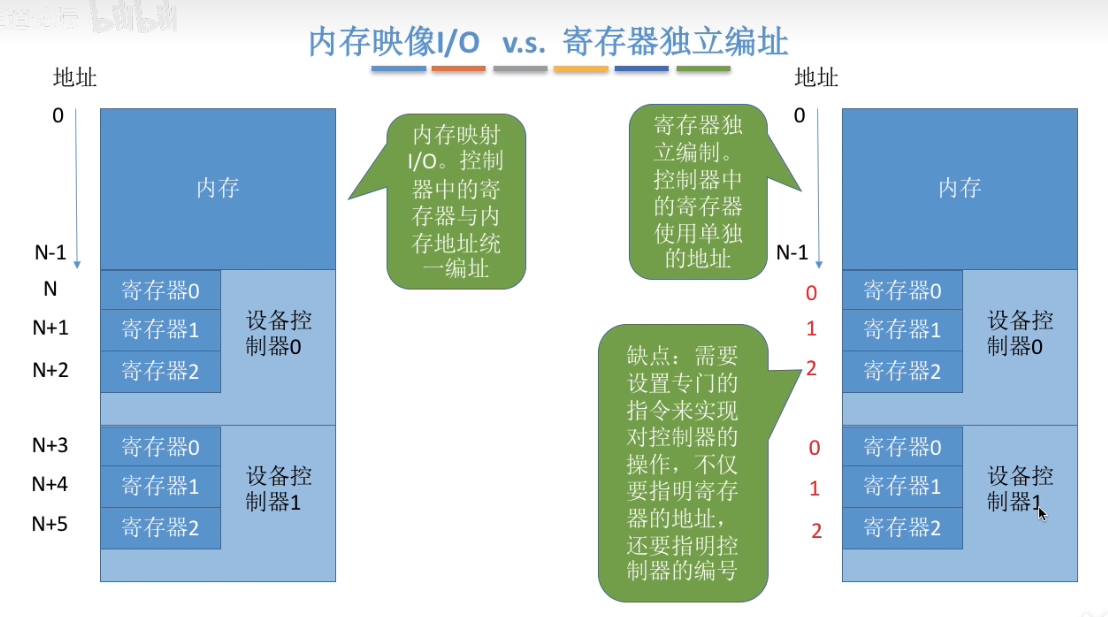 bilibili
内存映像I/O v.s. 寄存器独立编址
地址
0
N-1
N
N+1
N+2
N+3
N+4
N+5
内存
寄存器0
寄存器1
寄存器2
设备控
制器0
寄存器0
寄存器1
寄存器2
设备控
制器1
内存映射
I/O。控制
器中的寄
存器与内
存地址统
一编址
寄存器独
立编制。
控制器中
的寄存器
使用单独
的地址
缺点：需要
设置专门的
指令来实现
对控制器的
操作，不仅
要指明寄存
器的地址，
还要指明控
制器的编号
地址
0
N-1
0
1
2
0
1
2
内存
寄存器0
寄存器1
寄存器2
设备控
制器0
寄存器0
寄存器1
寄存器2
设备控
制器1